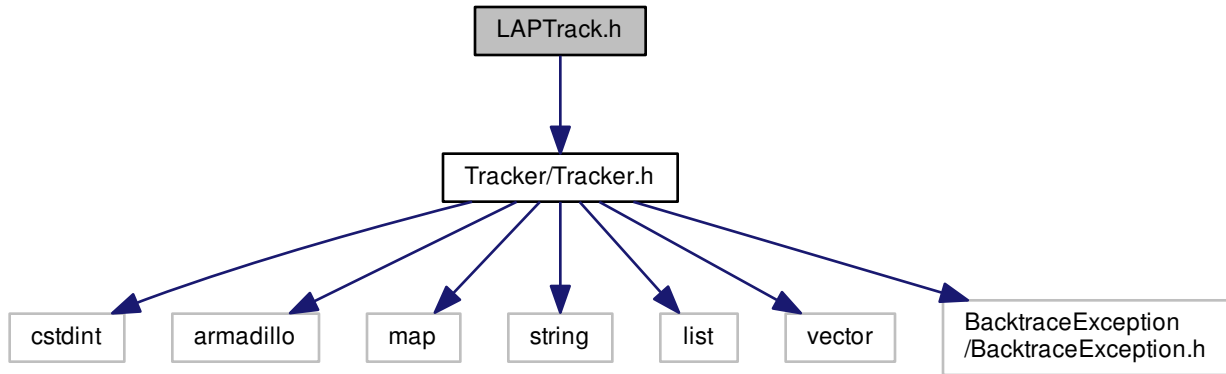 LAPTrack.h
Tracker/Tracker.h
cstdint
armadillo
map
string
list
vector
BacktraceException
/BacktraceException.h